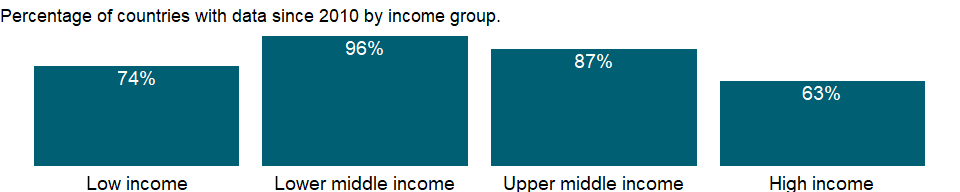 Percentage of countries with data since 2010 by income group.
74%
96%
87%
63%
Low income
Lower middle income
Upper middle income
High income